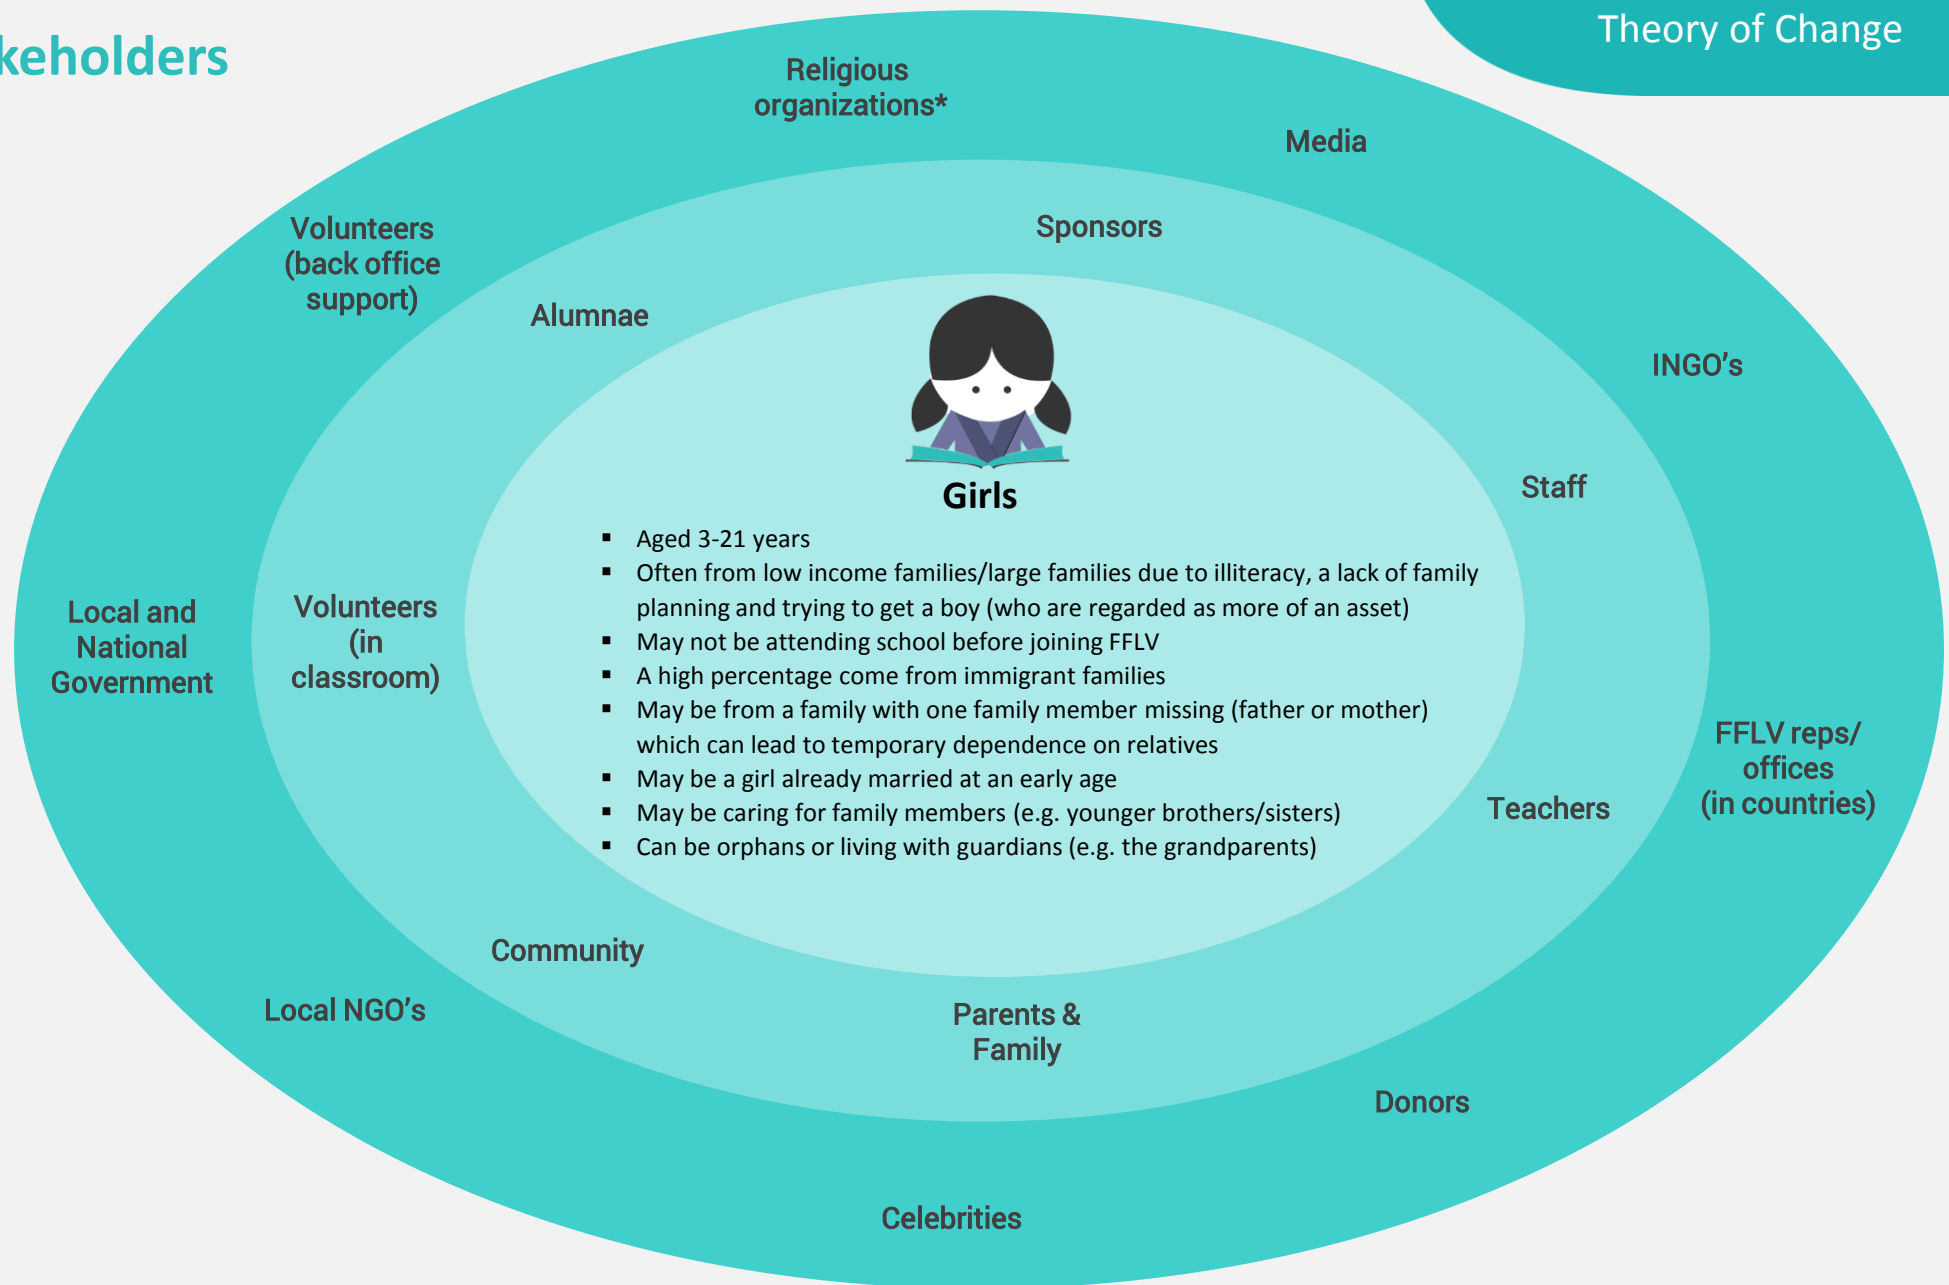 keholders
Theory of Change
Religious
organizations*
Media
Volunteers
(back office
support)
Sponsors
Alumnae
INGO's
Girls
Staff
▪ Aged 3-21 years
▪ Often from low income families/large families due to illiteracy, a lack of family
planning and trying to get a boy (who are regarded as more of an asset)
▪ May not be attending school before joining FFLV
▪ A high percentage come from immigrant families
▪ May be from a family with one family member missing (father or mother)
which can lead to temporary dependence on relatives
▪ May be a girl already married at an early age
▪ May be caring for family members (e.g. younger brothers/sisters)
▪ Can be orphans or living with guardians (e.g. the grandparents)
Local and
National
Government
Volunteers
(in
classroom)
FFLV reps/
offices
(in countries)
Teachers
Community
Local NGO's
Parents &
Family
Donors
Celebrities